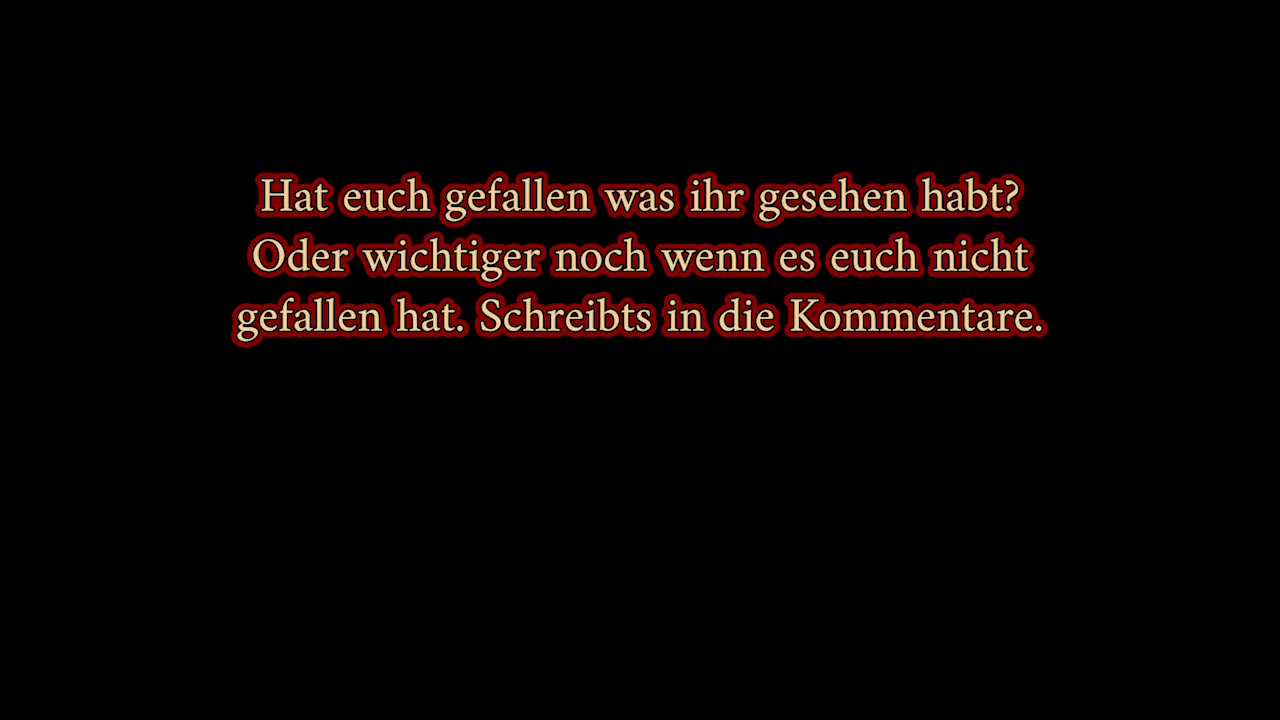 Hat euch gefallen was ihr gesehen habt?
Oder wichtiger noch wenn es euch nicht
gefallen hat. Schreibts in die Kommentare.